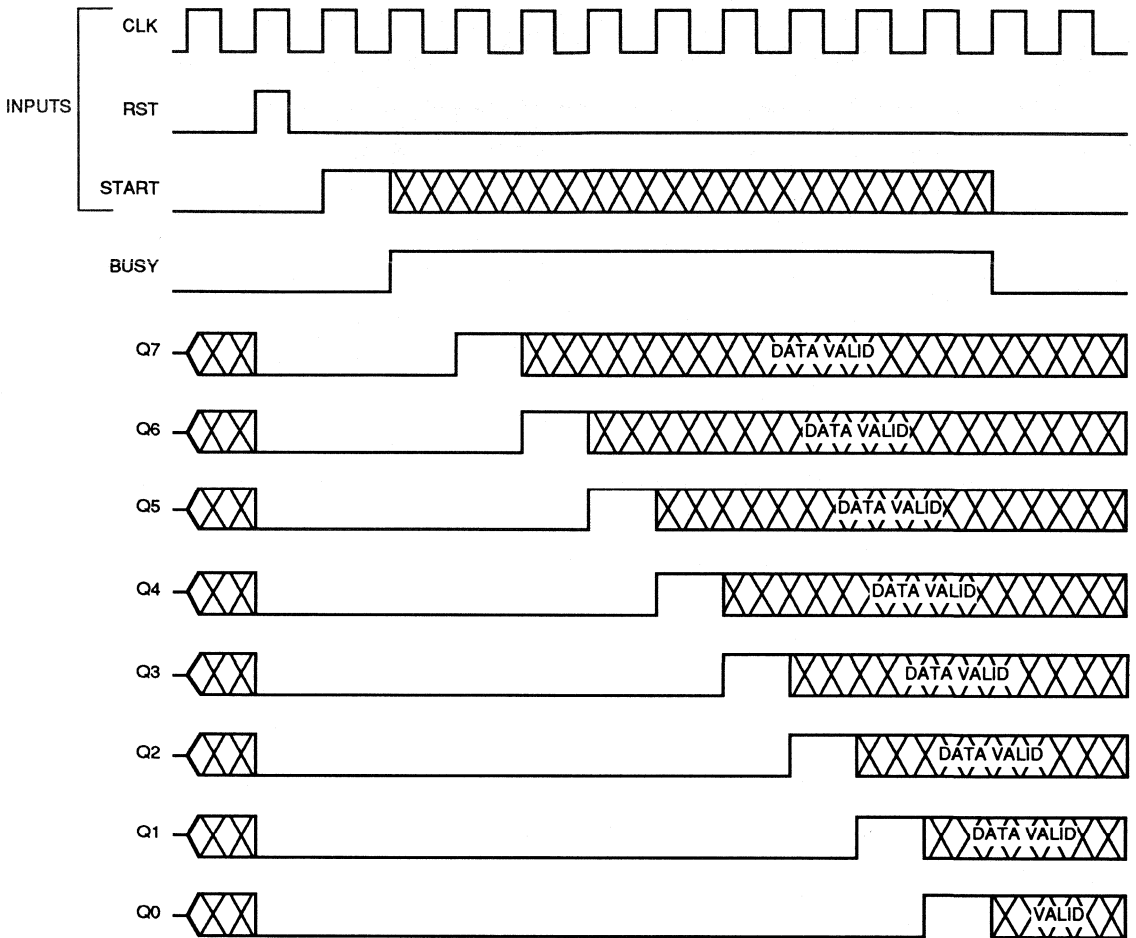 CLK
INPUTS
RST
START
BUSY
Q7
DATA VALID
Q6
DATA VALID
Q5
DATA VALID
Q4
DATA VALID
Q3
DATA VALID
Q2
DATA VALID
Q1
DATA VALID
Q0
VALID